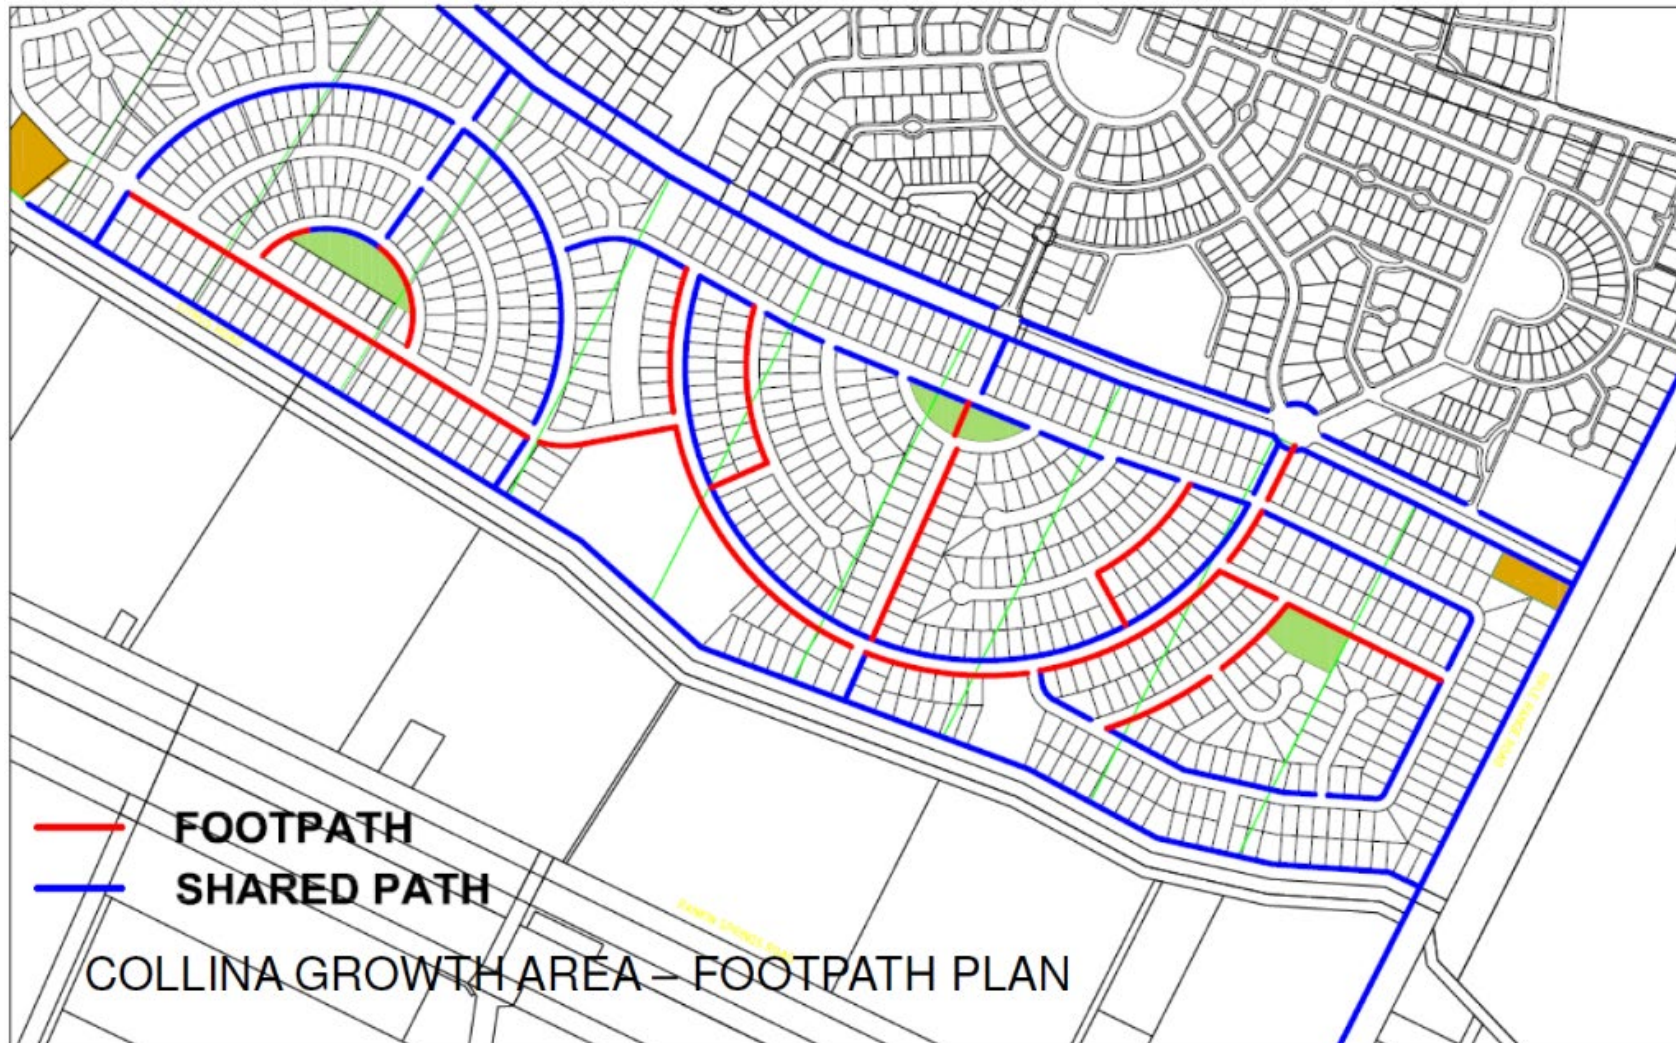 FOOTPATH
SHARED PATH
COLLINA GROWTH AREA – FOOTPATH PLAN